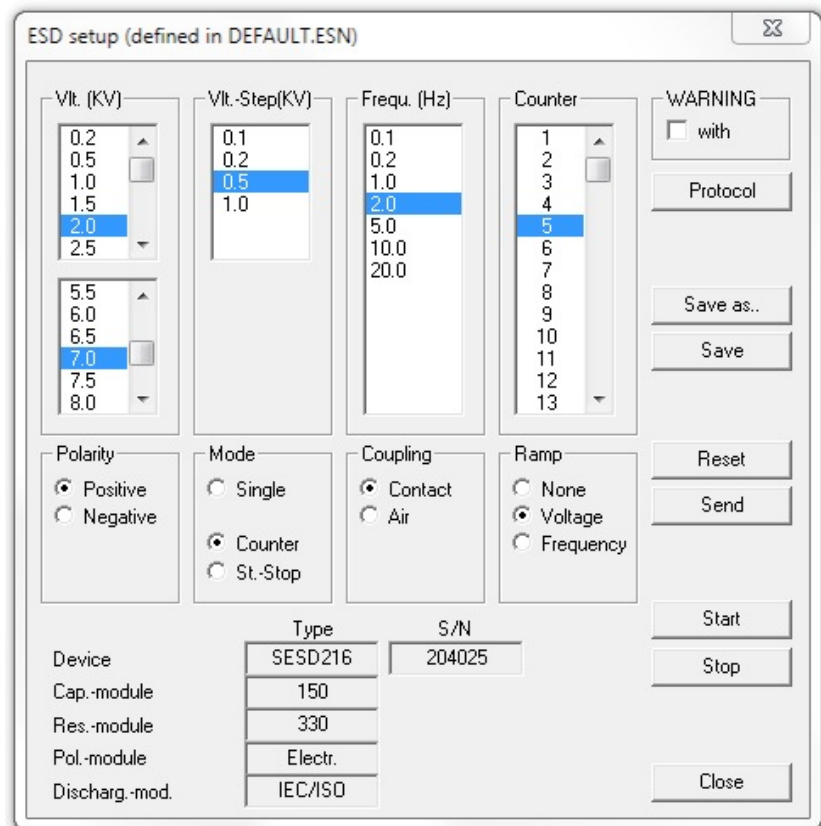 ESD setup (defined in DEFAULT.ESN)
Vlt. (KV)
0.2
0.5
1.0
1.5
2.0
2.5
5.5
6.0
6.5
7.0
7.5
8.0
Vlt.-Step(KV)
0.1
0.2
0.5
1.0
Frequ. (Hz)
0.1
0.2
1.0
2.0
5.0
10.0
20.0
Counter
1
2
3
4
5
6
7
8
9
10
11
12
13
WARNING
with
Protocol
Save as..
Save
Polarity
Positive
Negative
Mode
Single
Counter
St.-Stop
Coupling
Contact
Air
Ramp
None
Voltage
Frequency
Reset
Send
Type S/N
Device SESD216 204025
Cap.-module 150
Res.-module 330
Pol.-module Electr.
Discharg.-mod. IEC/ISO
Start
Stop
Close